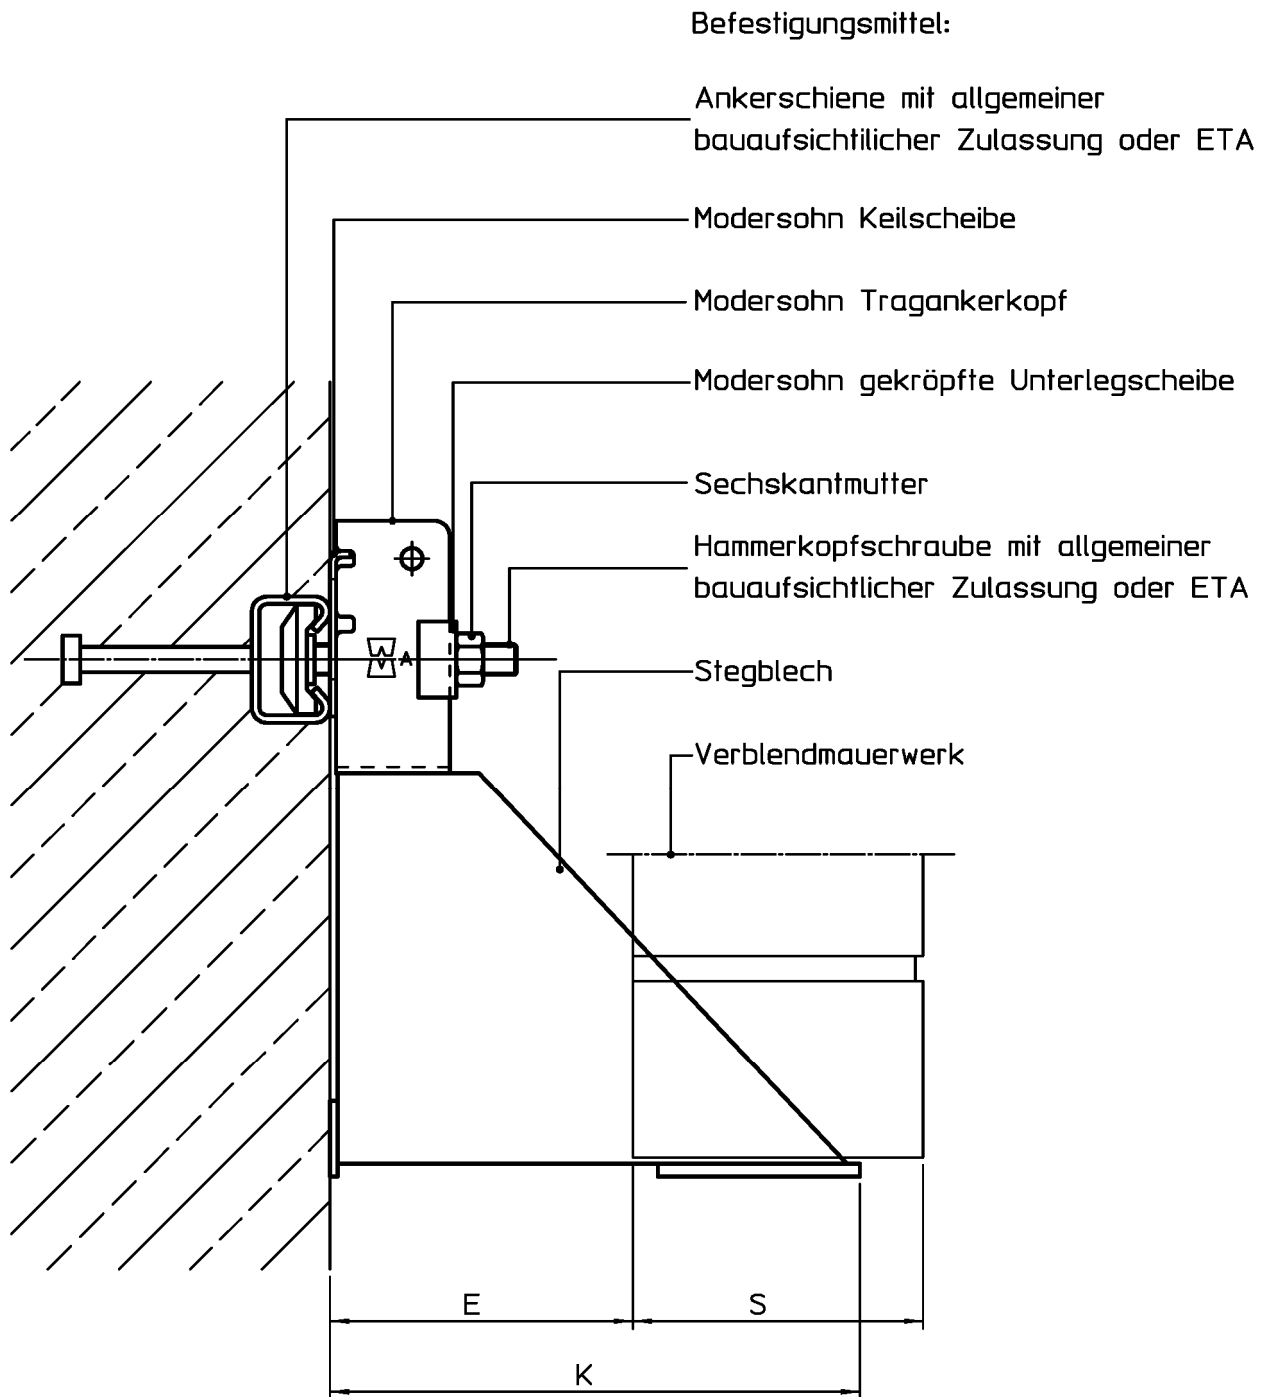 Befestigungsmittel:
Ankerschiene mit allgemeiner
bauaufsichtilicher Zulassung oder ETA
Modersohn Keilscheibe
Modersohn Tragankerkopf
Modersohn gekröpfte Unterlegscheibe
Sechskantmutter
Hammerkopfschraube mit allgemeiner
bauaufsichtlicher Zulassung oder ETA
A
Stegblech
Verblendmauerwerk
E
S
K